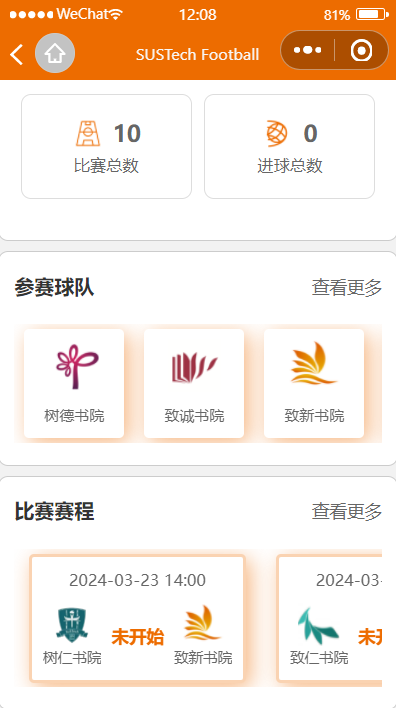 WeChat 12:08 81%
SUSTech Football
10 0
比赛总数 进球总数
参赛球队 查看更多
树德书院 致诚书院 致新书院
比赛赛程 查看更多
2024-03-23 14:00 2024-03-
未开始 未开
树仁书院 致新书院 致仁书院